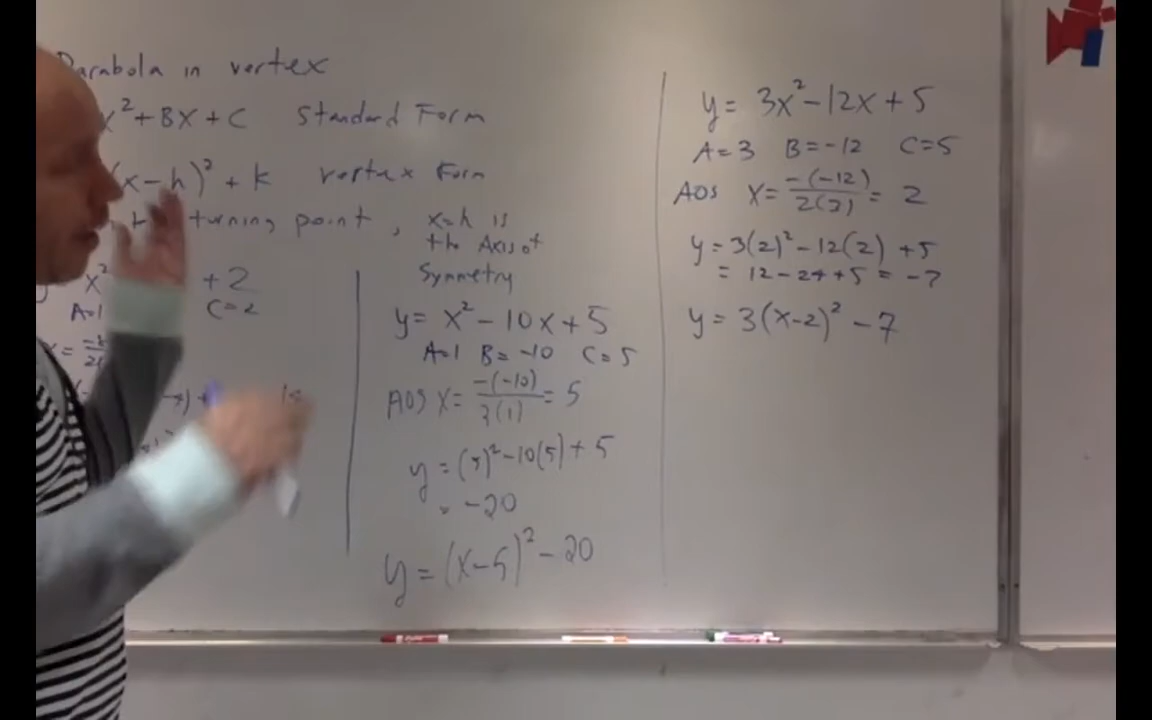 Parabola in vertex
x² + Bx + C Standard Form
(x-h)² + k vertex Form
turning point, x=h is
the Axis of
Symmetry
x² +2
A=1 C=2
y = x² - 10x + 5
A=1 B=-10 C=5
AOS x = -(-10)/2(1) = 5
y = (5)² - 10(5) + 5
= -20
y = (x-5)² - 20
y = 3x² - 12x + 5
A=3 B=-12 C=5
AOS x = -(-12)/2(3) = 2
y = 3(2)² - 12(2) + 5
= 12 - 24 + 5 = -7
y = 3(x-2)² - 7